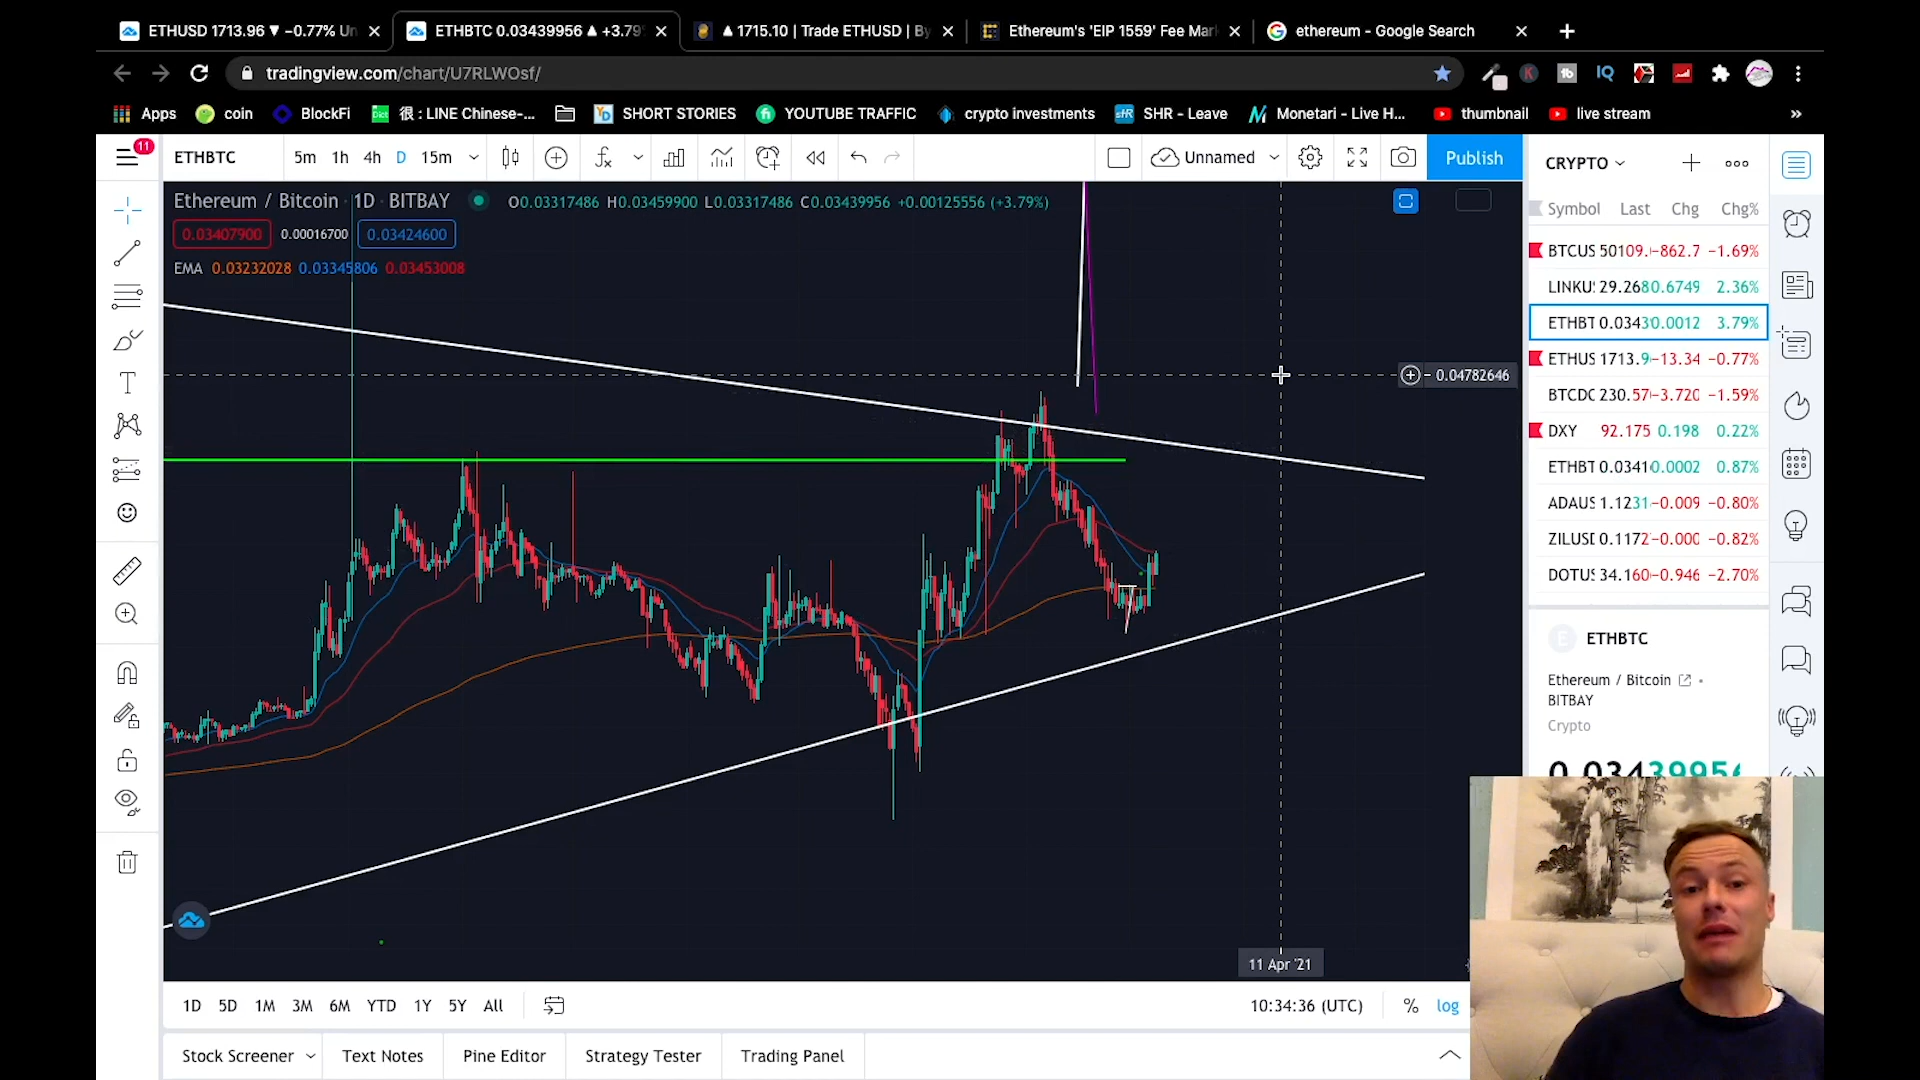 ETHUSD 1713.96 ▼ −0.77% Un
ETHBTC 0.03439956 ▲ +3.79%
▲ 1715.10 | Trade ETHUSD | By
Ethereum's 'EIP 1559' Fee Mar
ethereum - Google Search
tradingview.com/chart/U7RLWOsf/
Apps
coin
BlockFi
很 : LINE Chinese-...
SHORT STORIES
YOUTUBE TRAFFIC
crypto investments
SHR - Leave
Monetari - Live H...
thumbnail
live stream
»
11
ETHBTC
5m 1h 4h D 15m
Unnamed
Publish
Ethereum / Bitcoin · 1D · BITBAY
O0.03317486 H0.03459900 L0.03317486 C0.03439956 +0.00125556 (+3.79%)
0.03407900 0.00016700 0.03424600
EMA 0.03232028 0.03345806 0.03453008
0.04782646
11 Apr '21
CRYPTO
Symbol Last Chg Chg%
BTCUS 50109. −862.7 −1.69%
LINKU 29.268 0.6749 2.36%
ETHBT 0.0343 0.0012 3.79%
ETHUS 1713.9 −13.34 −0.77%
BTCDC 230.57 −3.720 −1.59%
DXY 92.175 0.198 0.22%
ETHBT 0.0341 0.0002 0.87%
ADAUS 1.1231 −0.009 −0.80%
ZILUSD 0.1172 −0.000 −0.82%
DOTUS 34.160 −0.946 −2.70%
ETHBTC
Ethereum / Bitcoin
BITBAY
Crypto
0.03439956
1D 5D 1M 3M 6M YTD 1Y 5Y All
10:34:36 (UTC)
% log
Stock Screener
Text Notes
Pine Editor
Strategy Tester
Trading Panel